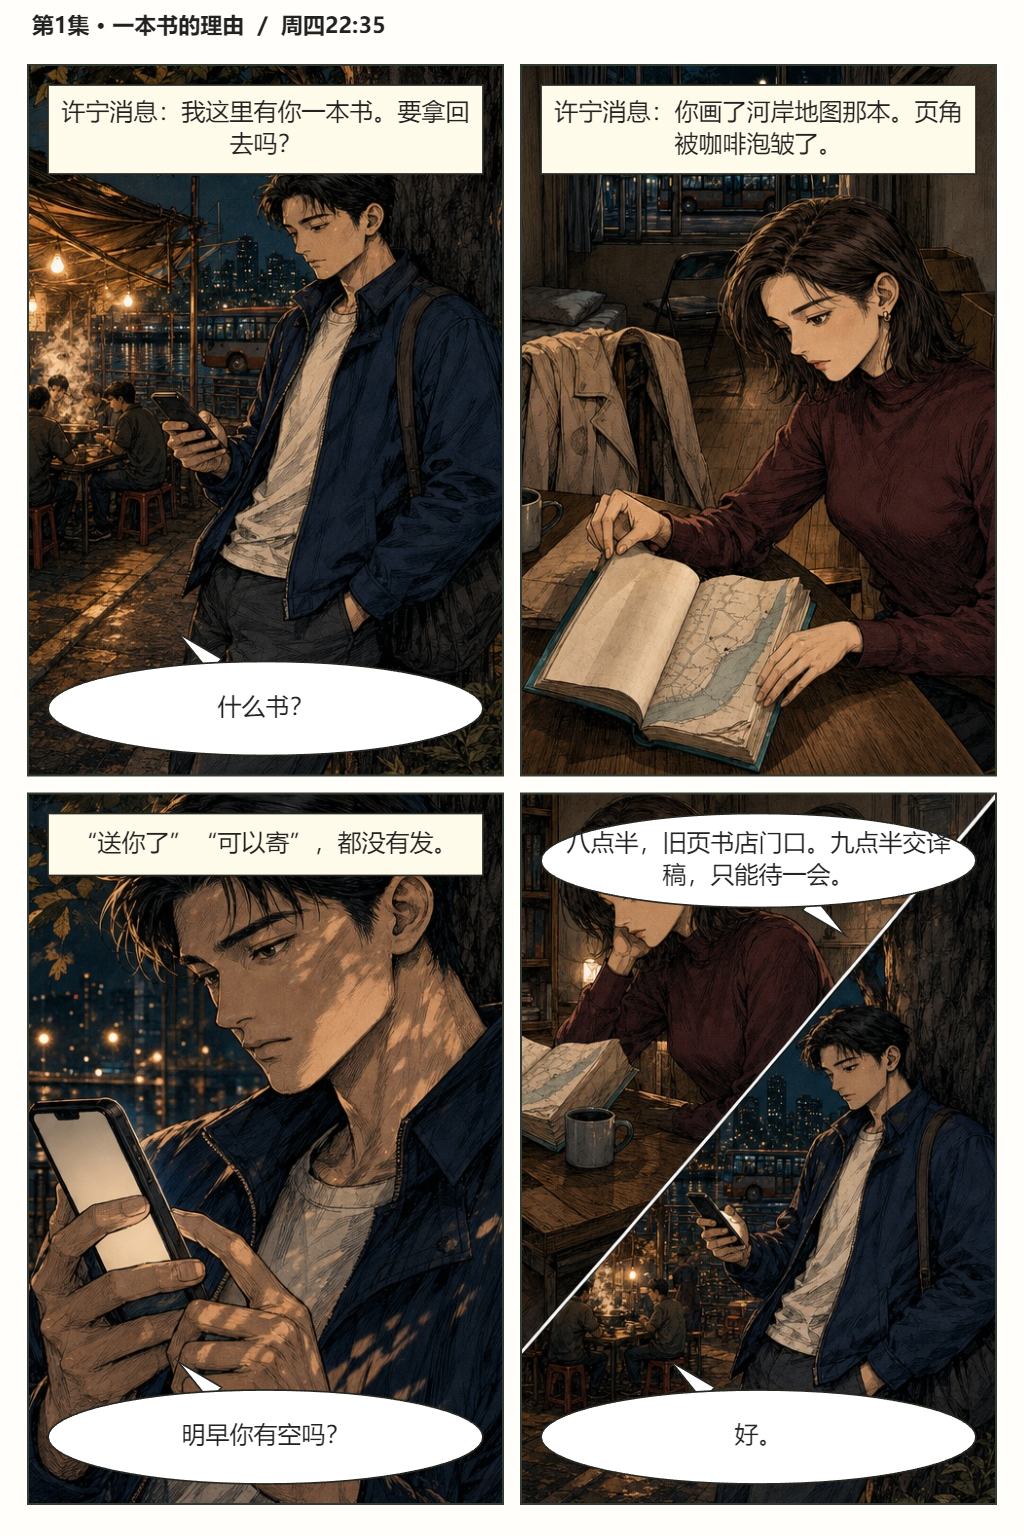 第1集 • 一本书的理由 / 周四22:35
许宁消息：我这里有你一本书。要拿回
去吗？
许宁消息：你画了河岸地图那本。页角
被咖啡泡皱了。
什么书？
“送你了” “可以寄”，都没有发。
八点半，旧页书店门口。九点半交译
稿，只能待一会。
明早你有空吗？
好。